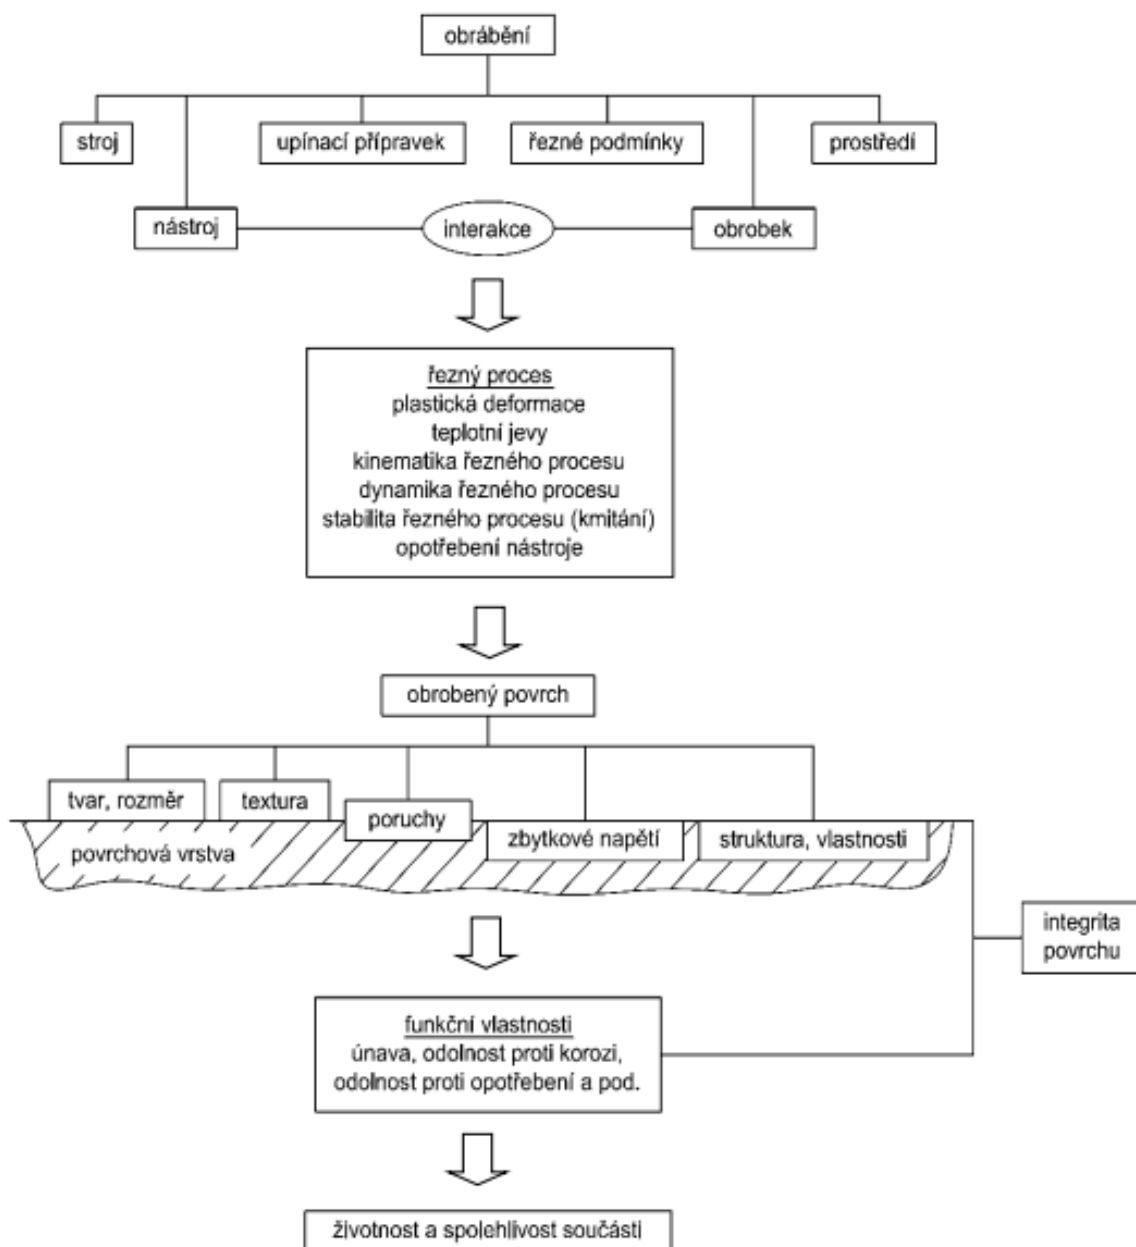 obrábění
stroj
upínací přípravek
řezné podmínky
prostředí
nástroj
interakce
obrobek
řezný proces
plastická deformace
teplotní jevy
kinematika řezného procesu
dynamika řezného procesu
stabilita řezného procesu (kmitání)
opotřebení nástroje
obrobený povrch
tvar, rozměr
textura
poruchy
zbytkové napětí
struktura, vlastnosti
povrchová vrstva
integrita
povrchu
funkční vlastnosti
únava, odolnost proti korozi,
odolnost proti opotřebení a pod.
životnost a spolehlivost součásti